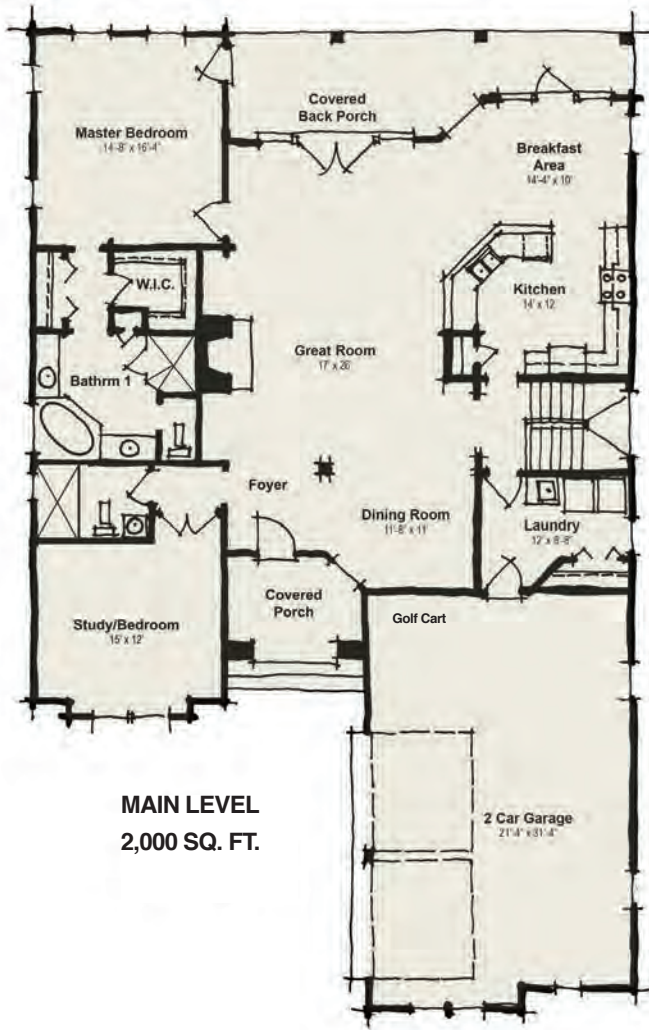 Covered
Back Porch
Master Bedroom
14'-8" x 16'-4"
Breakfast
Area
14'-4" x 10'
W.I.C.
Kitchen
14' x 12'
Great Room
17' x 26'
Bathrm 1
Foyer
Dining Room
11'-8" x 11'
Laundry
12' x 8'-8"
Covered
Porch
Golf Cart
Study/Bedroom
15' x 12'
MAIN LEVEL
2,000 SQ. FT.
2 Car Garage
21'-4" x 31'-4"